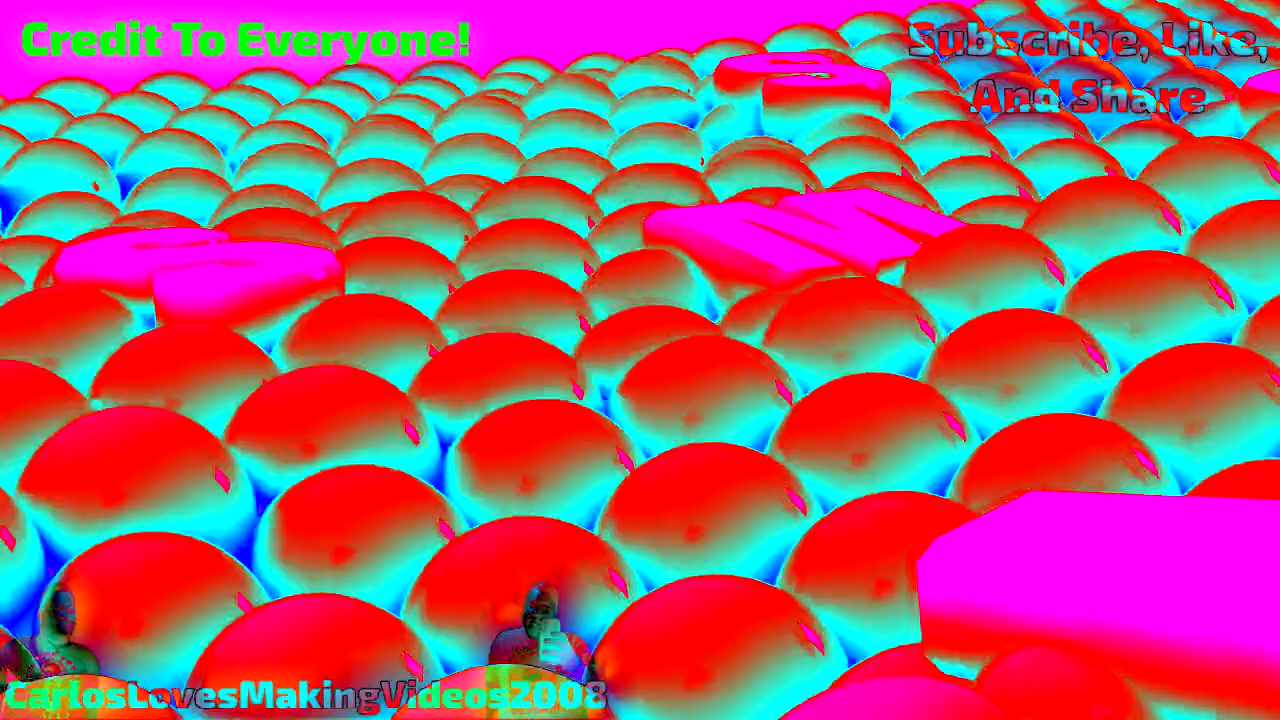 Credit To Everyone!
Subscribe, Like,
And Share
CarlosLovesMakingVideos2008